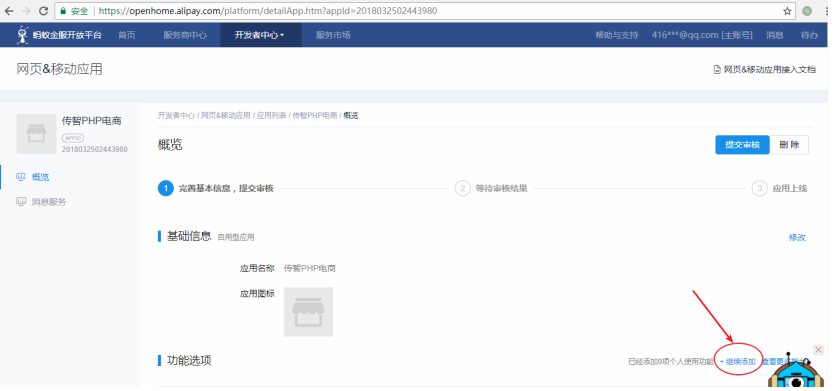 安全 https://openhome.alipay.com/platform/detailApp.htm?appId=2018032502443980
蚂蚁金服开放平台 首页 服务商中心 开发者中心 服务市场 帮助与支持 416***@qq.com [主账号] 消息 待办
网页&移动应用 网页&移动应用接入文档
传智PHP电商
APPID
2018032502443980
概览
消息服务
开发者中心 / 网页&移动应用 / 应用列表 / 传智PHP电商 / 概览
概览 提交审核 删除
1 完善基本信息，提交审核 2 等待审核结果 3 应用上线
基础信息 自用型应用 修改
应用名称 传智PHP电商
应用图标
功能选项 已经添加0项个人使用功能 + 继续添加 查看更多